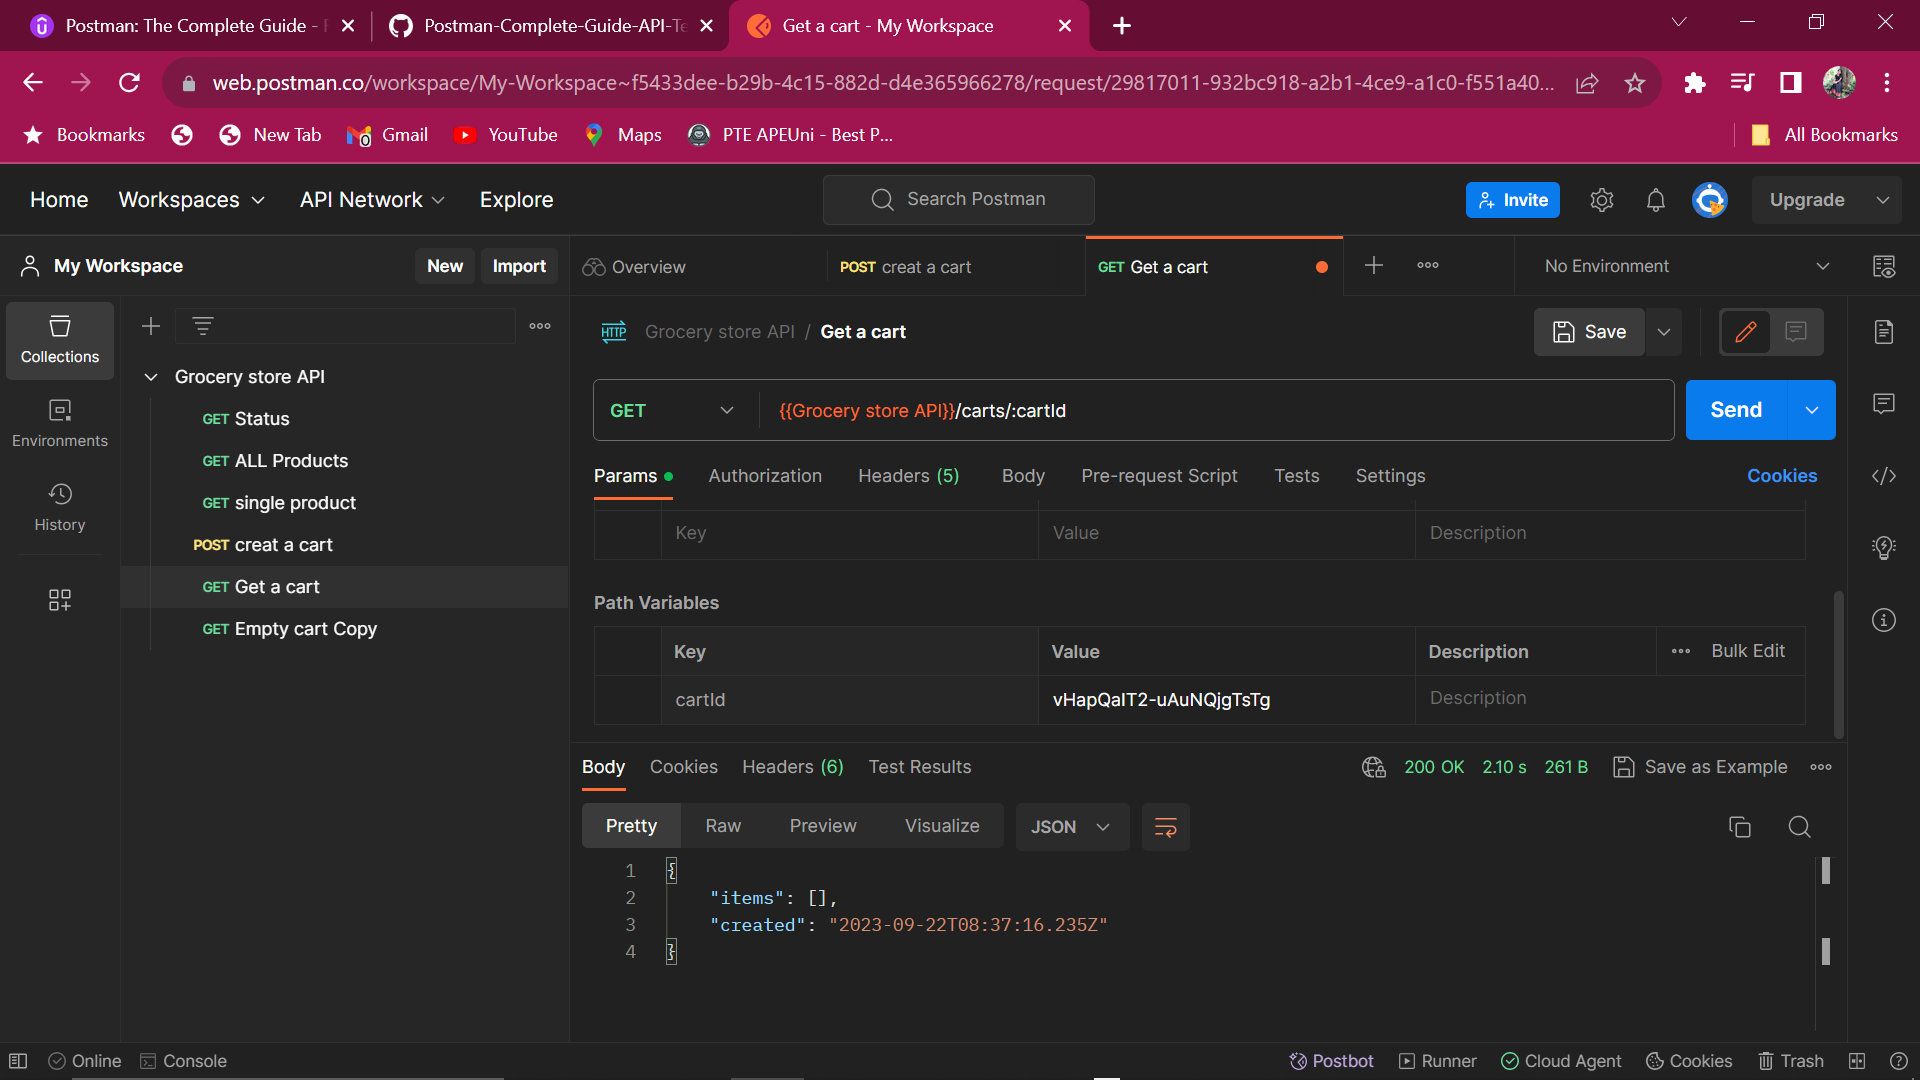 Postman: The Complete Guide -
Postman-Complete-Guide-API-Te
Get a cart - My Workspace
web.postman.co/workspace/My-Workspace~f5433dee-b29b-4c15-882d-d4e365966278/request/29817011-932bc918-a2b1-4ce9-a1c0-f551a40...
Bookmarks
New Tab
0
Gmail
YouTube
Maps
PTE APEUni - Best P...
All Bookmarks
Home
Workspaces
API Network
Explore
Search Postman
Invite
Upgrade
My Workspace
New
Import
Overview
POST creat a cart
GET Get a cart
No Environment
Collections
Environments
History
Grocery store API
GET Status
GET ALL Products
GET single product
POST creat a cart
GET Get a cart
GET Empty cart Copy
HTTP
Grocery store API / Get a cart
Save
GET
{{Grocery store API}}/carts/:cartId
Send
Params
Authorization
Headers (5)
Body
Pre-request Script
Tests
Settings
Cookies
Key
Value
Description
Path Variables
Key
Value
Description
Bulk Edit
cartId
vHapQaIT2-uAuNQjgTsTg
Description
Body
Cookies
Headers (6)
Test Results
200 OK
2.10 s
261 B
Save as Example
Pretty
Raw
Preview
Visualize
JSON
1 {
2 "items": [],
3 "created": "2023-09-22T08:37:16.235Z"
4 }
Online
Console
Postbot
Runner
Cloud Agent
Cookies
Trash